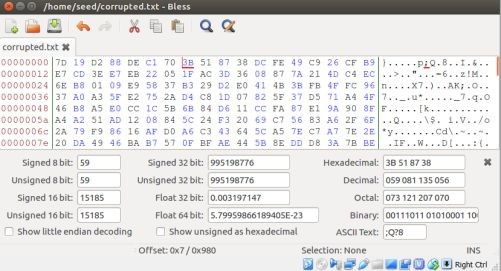 /home/seed/corrupted.txt - Bless
corrupted.txt
00000000 7D 19 D2 88 DE C1 70 3B 51 87 38 DC FE 49 C9 26 CF B9 }.....p;Q.8..I.&..
00000012 E7 CD 3E E7 EB 22 05 1F AC 3D 36 08 B7 7A 21 4D FF EC ..>.."...=6..z!M..
00000024 6E B8 01 09 E9 58 37 B3 29 D2 E0 41 4B 3B FD 4F FC 96 n....X7.)..AK;.O..
00000036 37 A0 A3 5F E2 75 2A D4 C8 1D 07 82 5F 37 D5 71 A4 4F 7.._.u*....._7.q.O
00000048 46 B8 A5 E0 CC 1C 5B 6B 84 D6 11 CC FA 87 E1 9A 90 8F F.....[k..........
0000005a A4 A2 51 AD 12 08 84 5C 24 F3 20 69 C7 56 83 A6 2F 6F ..Q....\$. i.V../o
0000006c 2A 79 F9 86 16 AF D0 A6 C3 43 64 5C A5 7E C7 A7 7E 2E *y.......Cd\.~..~.
0000007e 20 DA 49 46 BA B7 57 0F BF AE 44 5B 8E DD D8 3A 7B BE .IF..W...D[...:{.
Signed 8 bit: 59 Signed 32 bit: 995198776 Hexadecimal: 3B 51 87 38
Unsigned 8 bit: 59 Unsigned 32 bit: 995198776 Decimal: 059 081 135 056
Signed 16 bit: 15185 Float 32 bit: 0.003197147 Octal: 073 121 207 070
Unsigned 16 bit: 15185 Float 64 bit: 5.79959866189405E-23 Binary: 00111011 01010001 100
Show little endian decoding Show unsigned as hexadecimal ASCII Text: ;Q?8
Offset: 0x7 / 0x980 Selection: None INS
Right Ctrl